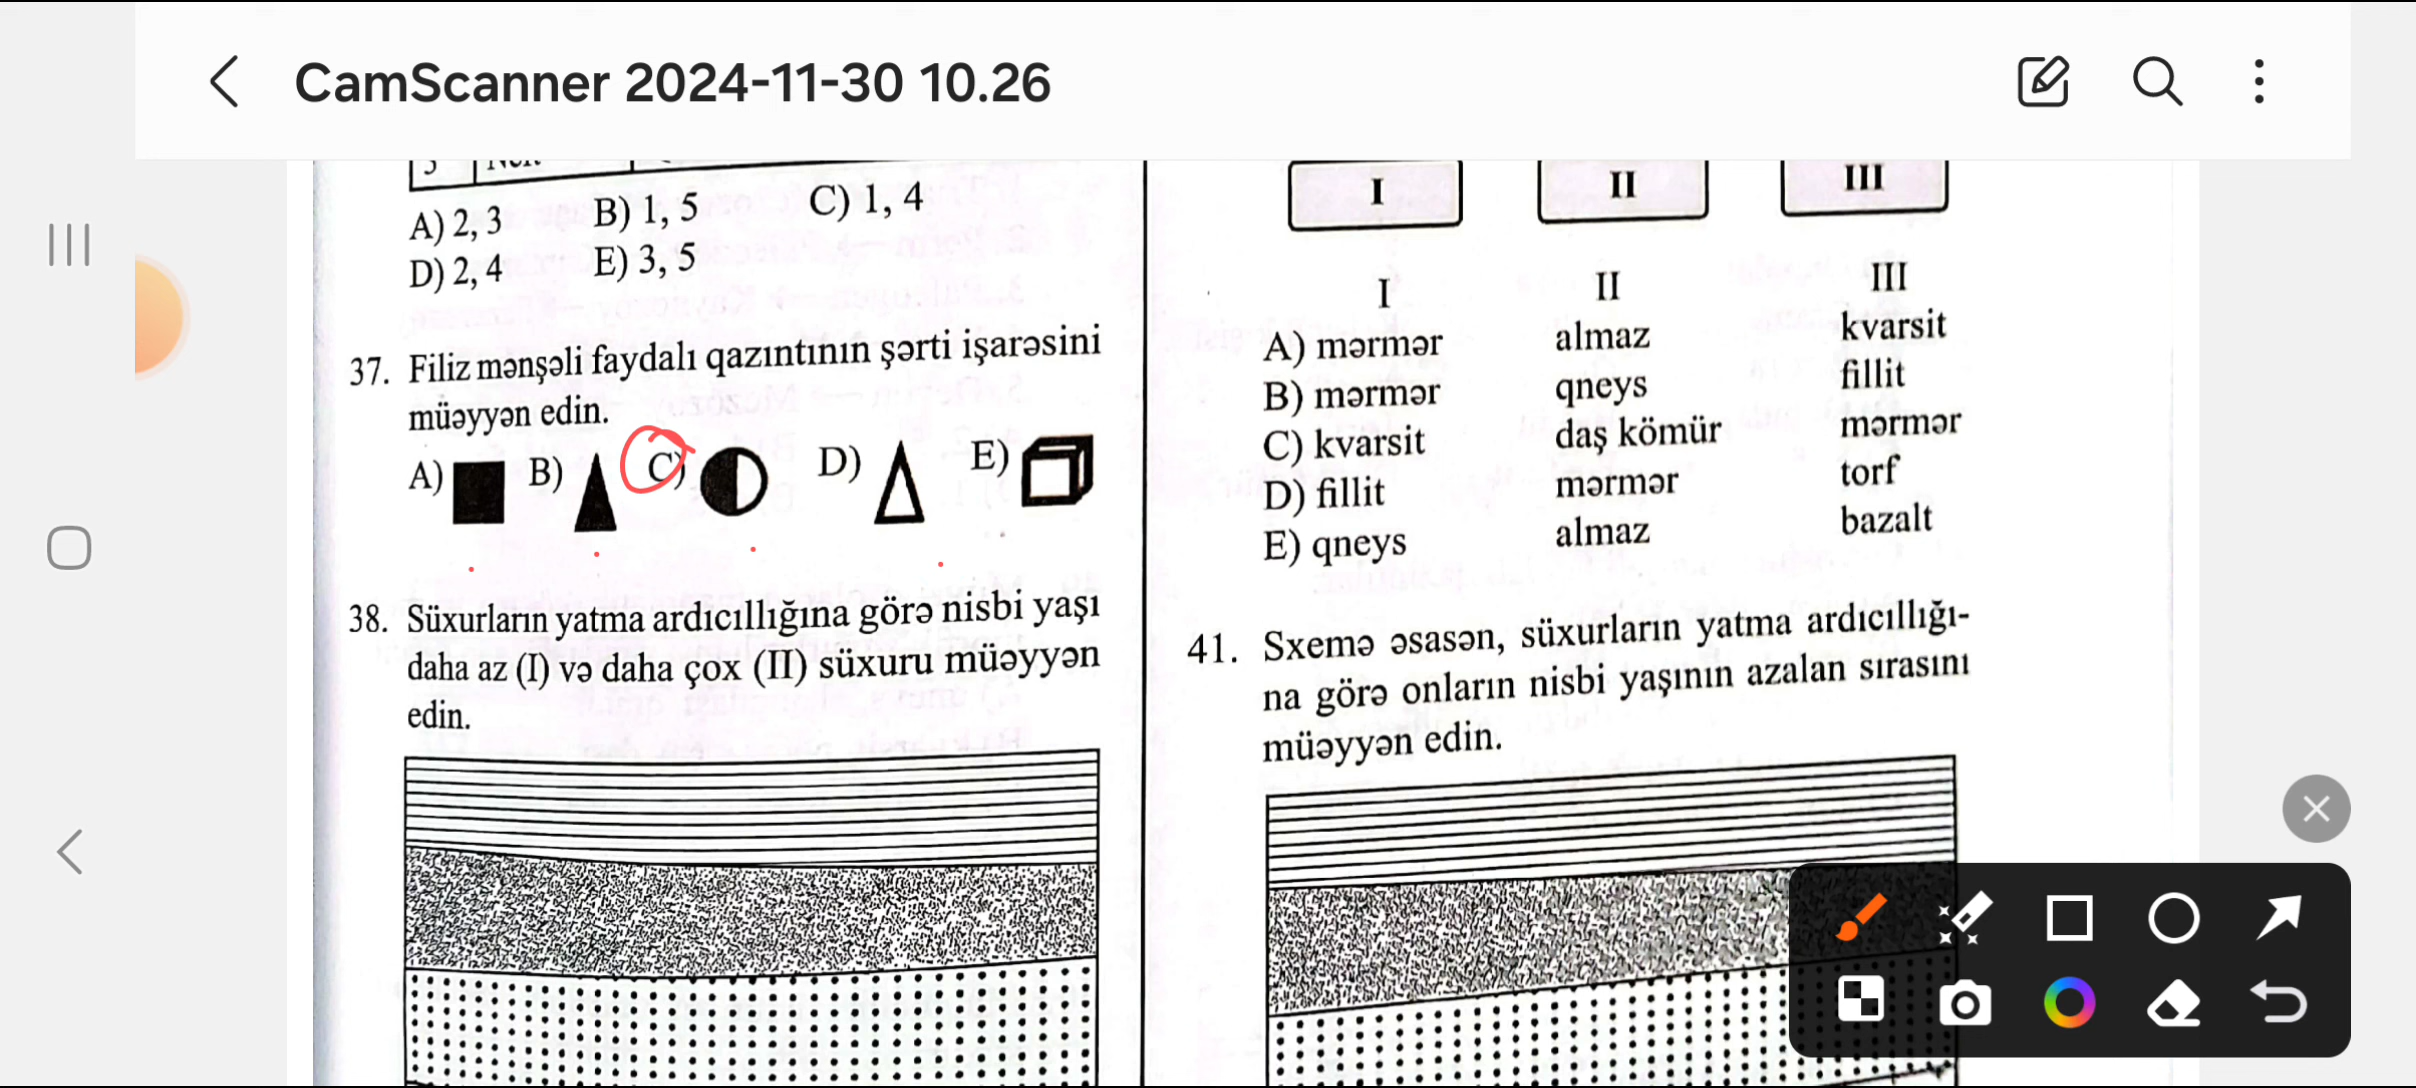 CamScanner 2024-11-30 10.26
A) 2, 3 B) 1, 5 C) 1, 4
D) 2, 4 E) 3, 5
37. Filiz mənşəli faydalı qazıntının şərti işarəsini
müəyyən edin.
A) B) C) D) E)
38. Süxurların yatma ardıcıllığına görə nisbi yaşı
daha az (I) və daha çox (II) süxuru müəyyən
edin.
I II III
I II III
A) mərmər almaz kvarsit
B) mərmər qneys fillit
C) kvarsit daş kömür mərmər
D) fillit mərmər torf
E) qneys almaz bazalt
41. Sxemə əsasən, süxurların yatma ardıcıllığı-
na görə onların nisbi yaşının azalan sırasını
müəyyən edin.